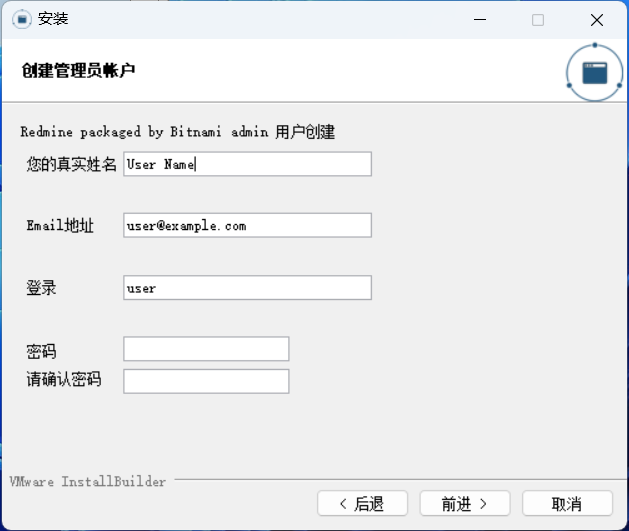 安装
创建管理员帐户
Redmine packaged by Bitnami admin 用户创建
您的真实姓名 User Name
Email地址 user@example.com
登录 user
密码
请确认密码
VMware InstallBuilder
< 后退 前进 > 取消